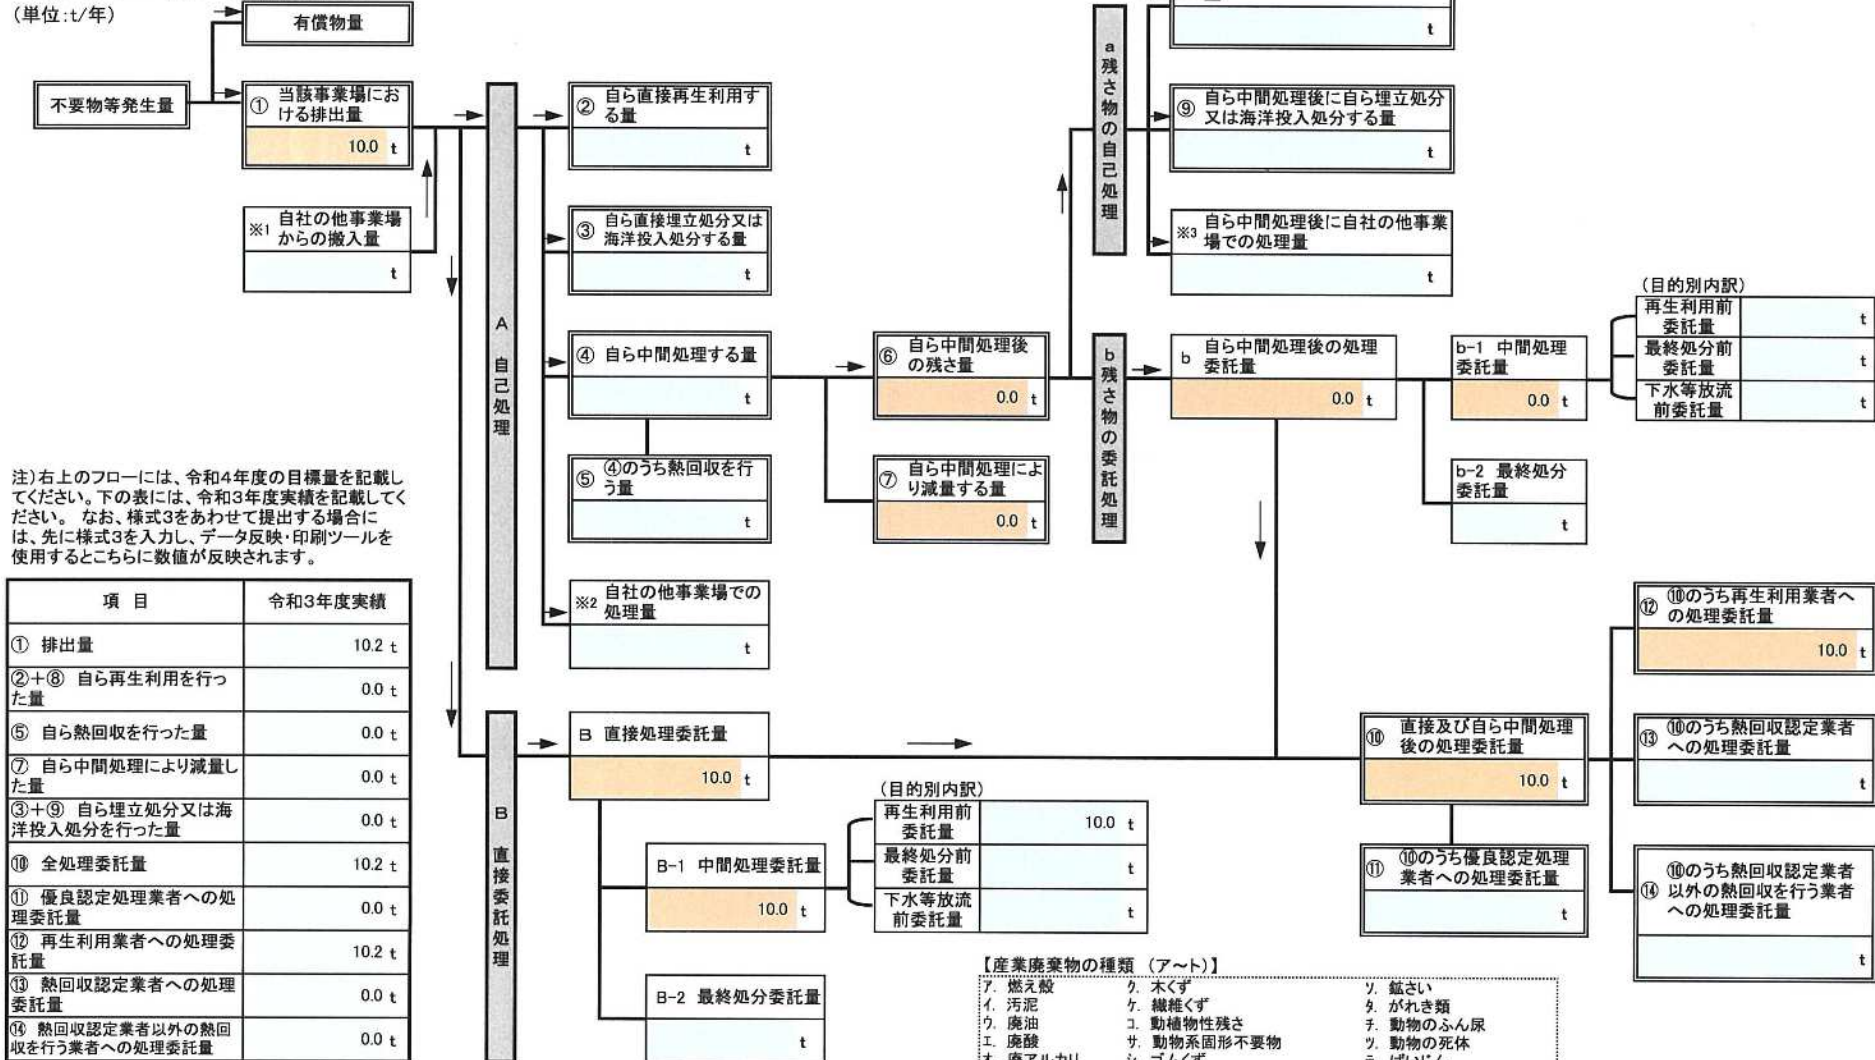 (単位:t/年)
有償物量
不要物等発生量
① 当該事業場にお
ける排出量
10.0 t
※1 自社の他事業場
からの搬入量
t
A 自己処理
② 自ら直接再生利用す
る量
t
③ 自ら直接埋立処分又は
海洋投入処分する量
t
④ 自ら中間処理する量
t
⑤ ④のうち熱回収を行
う量
t
※2 自社の他事業場での
処理量
t
⑥ 自ら中間処理後
の残さ量
0.0 t
⑦ 自ら中間処理によ
り減量する量
0.0 t
a 残さ物の自己処理
t
⑨ 自ら中間処理後に自ら埋立処分
又は海洋投入処分する量
t
※3 自ら中間処理後に自社の他事業
場での処理量
t
b 残さ物の委託処理
b 自ら中間処理後の処理
委託量
0.0 t
b-1 中間処理
委託量
0.0 t
(目的別内訳)
再生利用前
委託量
t
最終処分前
委託量
t
下水等放流
前委託量
t
b-2 最終処分
委託量
t
注)右上のフローには、令和4年度の目標量を記載し
てください。下の表には、令和3年度実績を記載してく
ださい。 なお、様式3をあわせて提出する場合に
は、先に様式3を入力し、データ反映・印刷ツールを
使用するとこちらに数値が反映されます。
項 目 令和3年度実績
① 排出量 10.2 t
②+⑧ 自ら再生利用を行っ
た量 0.0 t
⑤ 自ら熱回収を行った量 0.0 t
⑦ 自ら中間処理により減量し
た量 0.0 t
③+⑨ 自ら埋立処分又は海
洋投入処分を行った量 0.0 t
⑩ 全処理委託量 10.2 t
⑪ 優良認定処理業者への処
理委託量 0.0 t
⑫ 再生利用業者への処理委
託量 10.2 t
⑬ 熱回収認定業者への処理
委託量 0.0 t
⑭ 熱回収認定業者以外の熱回
収を行う業者への処理委託量 0.0 t
B 直接委託処理
B 直接処理委託量
10.0 t
B-1 中間処理委託量
10.0 t
(目的別内訳)
再生利用前
委託量
10.0 t
最終処分前
委託量
t
下水等放流
前委託量
t
B-2 最終処分委託量
t
⑩ 直接及び自ら中間処理
後の処理委託量
10.0 t
⑪ ⑩のうち優良認定処理
業者への処理委託量
t
⑫ ⑩のうち再生利用業者へ
の処理委託量
10.0 t
⑬ ⑩のうち熱回収認定業者
への処理委託量
t
⑭ ⑩のうち熱回収認定業者
以外の熱回収を行う業者
への処理委託量
t
【産業廃棄物の種類 (ア~ト)】
ア. 燃え殻 ク. 木くず ソ. 鉱さい
イ. 汚泥 ケ. 繊維くず タ. がれき類
ウ. 廃油 コ. 動植物性残さ チ. 動物のふん尿
エ. 廃酸 サ. 動物系固形不要物 ツ. 動物の死体
オ. 廃アルカリ シ. ゴムくず テ. ばいじん